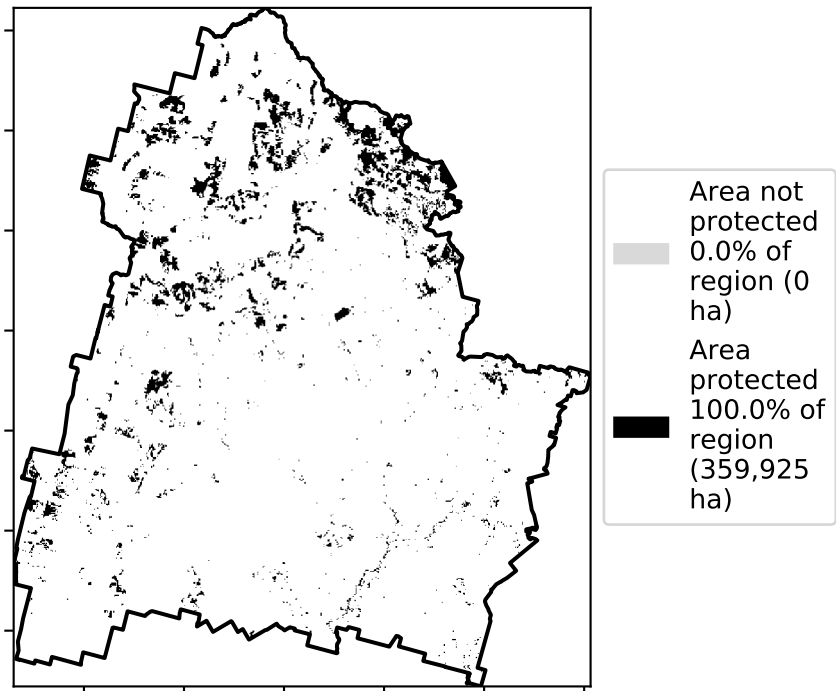 Area not
protected
0.0% of
region (0
ha)
Area
protected
100.0% of
region
(359,925
ha)